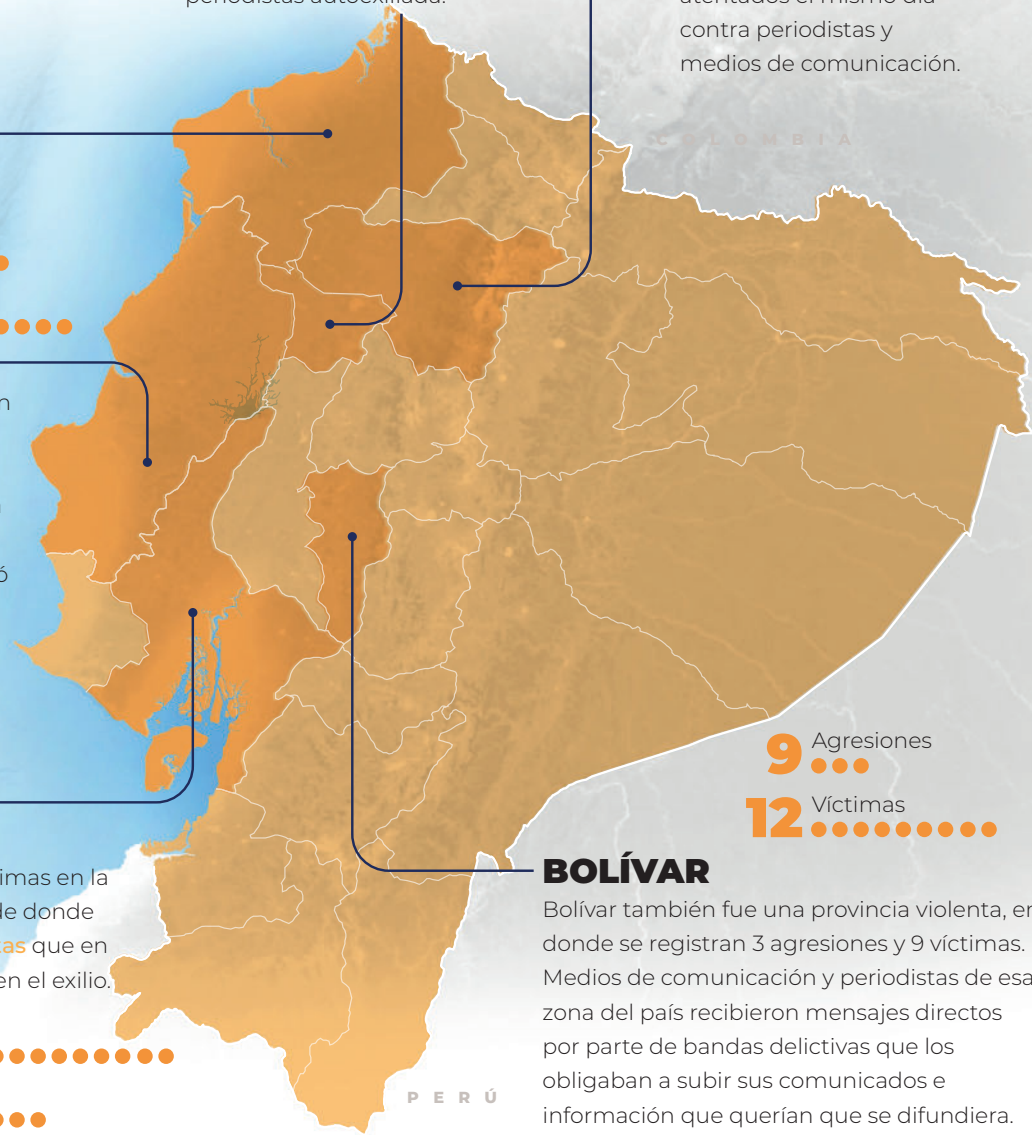 periodistas autoexiliada.
atentados el mismo día
contra periodistas y
medios de comunicación.
COLOMBIA
n
ó
imas en la
de donde
tas que en
en el exilio.
9 Agresiones
12 Víctimas
BOLÍVAR
Bolívar también fue una provincia violenta, en
donde se registran 3 agresiones y 9 víctimas.
Medios de comunicación y periodistas de esa
zona del país recibieron mensajes directos
por parte de bandas delictivas que los
obligaban a subir sus comunicados e
información que querían que se difundiera.
PERÚ